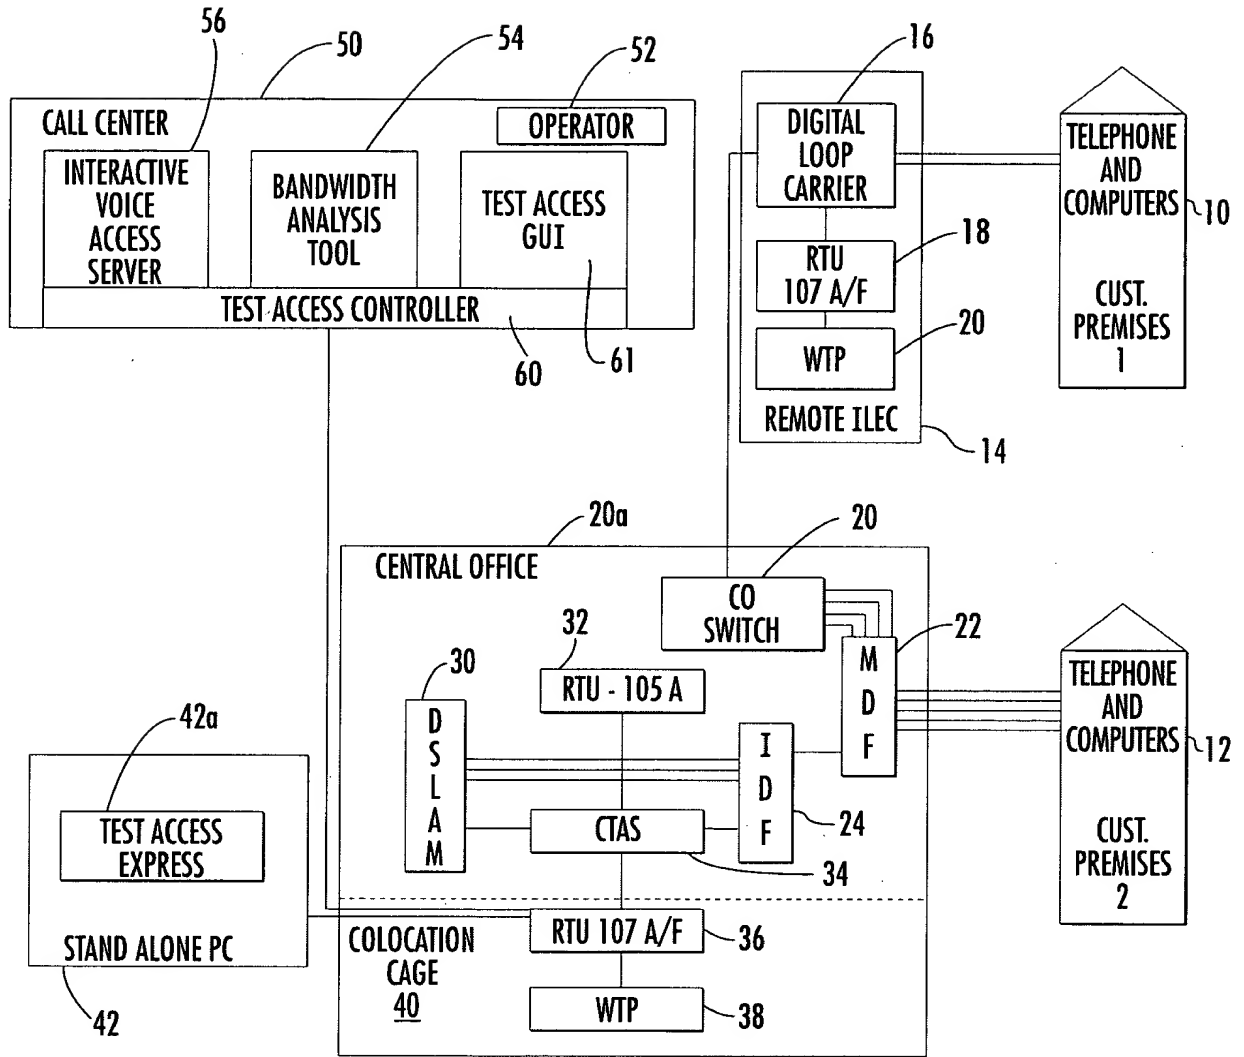 56
50
54
52
16
CALL CENTER
OPERATOR
INTERACTIVE
VOICE
ACCESS
SERVER
BANDWIDTH
ANALYSIS
TOOL
TEST ACCESS
GUI
TEST ACCESS CONTROLLER
60
61
DIGITAL
LOOP
CARRIER
18
RTU
107 A/F
20
WTP
REMOTE ILEC
14
TELEPHONE
AND
COMPUTERS
10
CUST.
PREMISES
1
20a
20
CENTRAL OFFICE
CO
SWITCH
22
32
30
RTU - 105 A
MDF
DSLAM
IDF
24
CTAS
34
TELEPHONE
AND
COMPUTERS
12
CUST.
PREMISES
2
42a
TEST ACCESS
EXPRESS
STAND ALONE PC
42
COLOCATION
CAGE
40
RTU 107 A/F
36
WTP
38